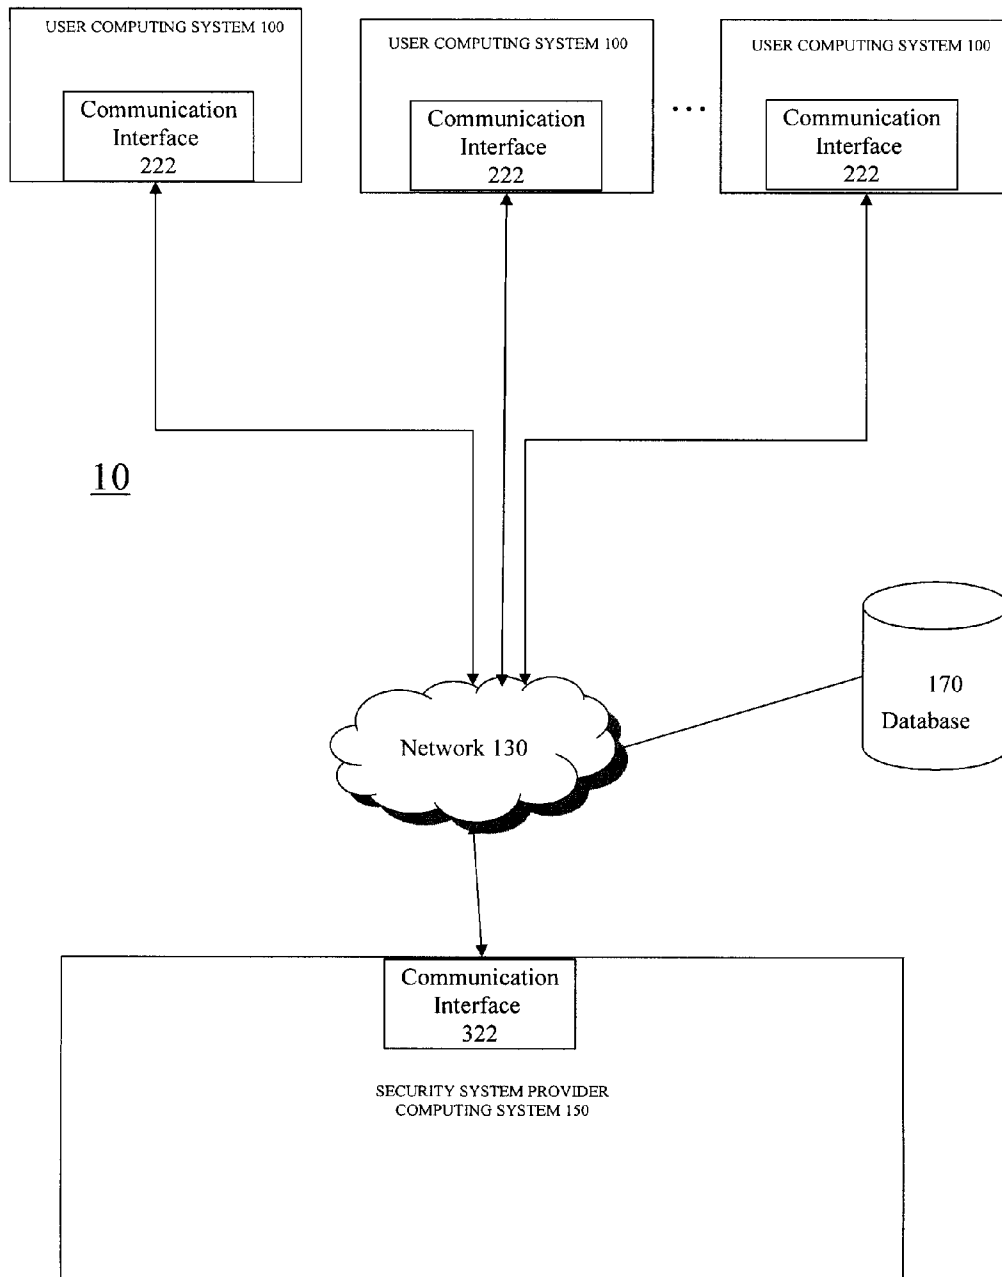 USER COMPUTING SYSTEM 100
Communication
Interface
222
USER COMPUTING SYSTEM 100
Communication
Interface
222
...
USER COMPUTING SYSTEM 100
Communication
Interface
222
10
170
Database
Network 130
Communication
Interface
322
SECURITY SYSTEM PROVIDER
COMPUTING SYSTEM 150